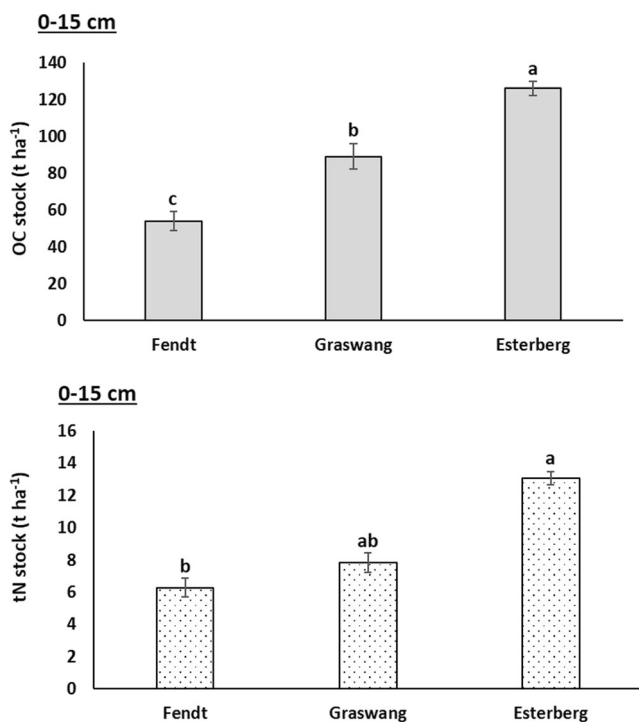 0-15 cm
OC stock (t ha⁻¹)
140
120
100
80
60
40
20
0
c
b
a
Fendt Graswang Esterberg
0-15 cm
tN stock (t ha⁻¹)
16
14
12
10
8
6
4
2
0
b
ab
a
Fendt Graswang Esterberg